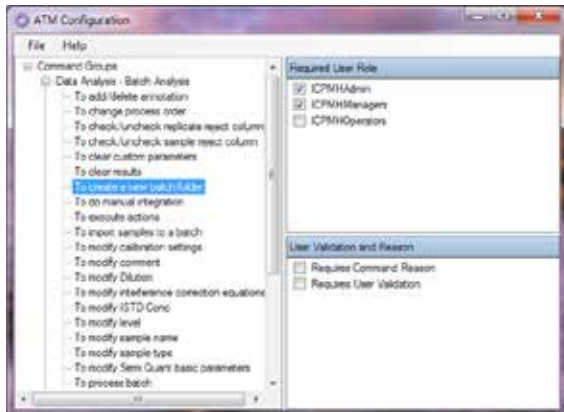 ATM Configuration
File Help
Command Groups
Data Analysis - Batch Analysis
To add/delete annotation
To change process order
To check/uncheck replicate reject column
To check/uncheck sample reject column
To clear custom parameters
To clear results
To create a new batch folder
To do manual integration
To execute actions
To import samples to a batch
To modify calibration settings
To modify comment
To modify Dilution
To modify interference correction equations
To modify ISTD Conc
To modify level
To modify sample name
To modify sample type
To modify Semi Quant basic parameters
To process batch
Required User Role
ICPMHAdmin
ICPMHManagers
ICPMHOperators
User Validation and Reason
Requires Command Reason
Requires User Validation